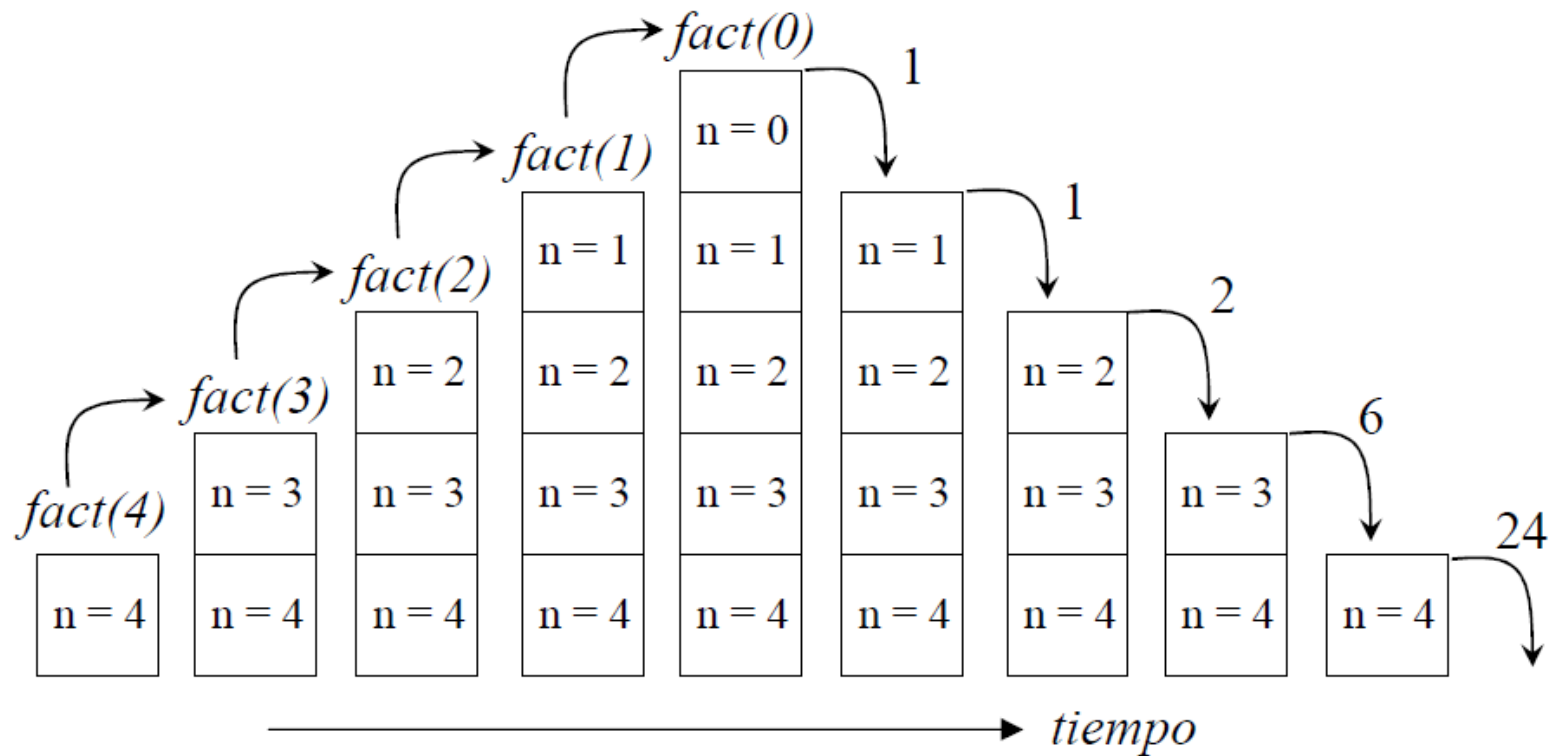 fact(0)
1
n = 0
fact(1)
1
n = 1 n = 1 n = 1
fact(2)
2
n = 2 n = 2 n = 2 n = 2 n = 2
fact(3)
6
n = 3 n = 3 n = 3 n = 3 n = 3 n = 3 n = 3
fact(4)
24
n = 4 n = 4 n = 4 n = 4 n = 4 n = 4 n = 4 n = 4 n = 4
tiempo